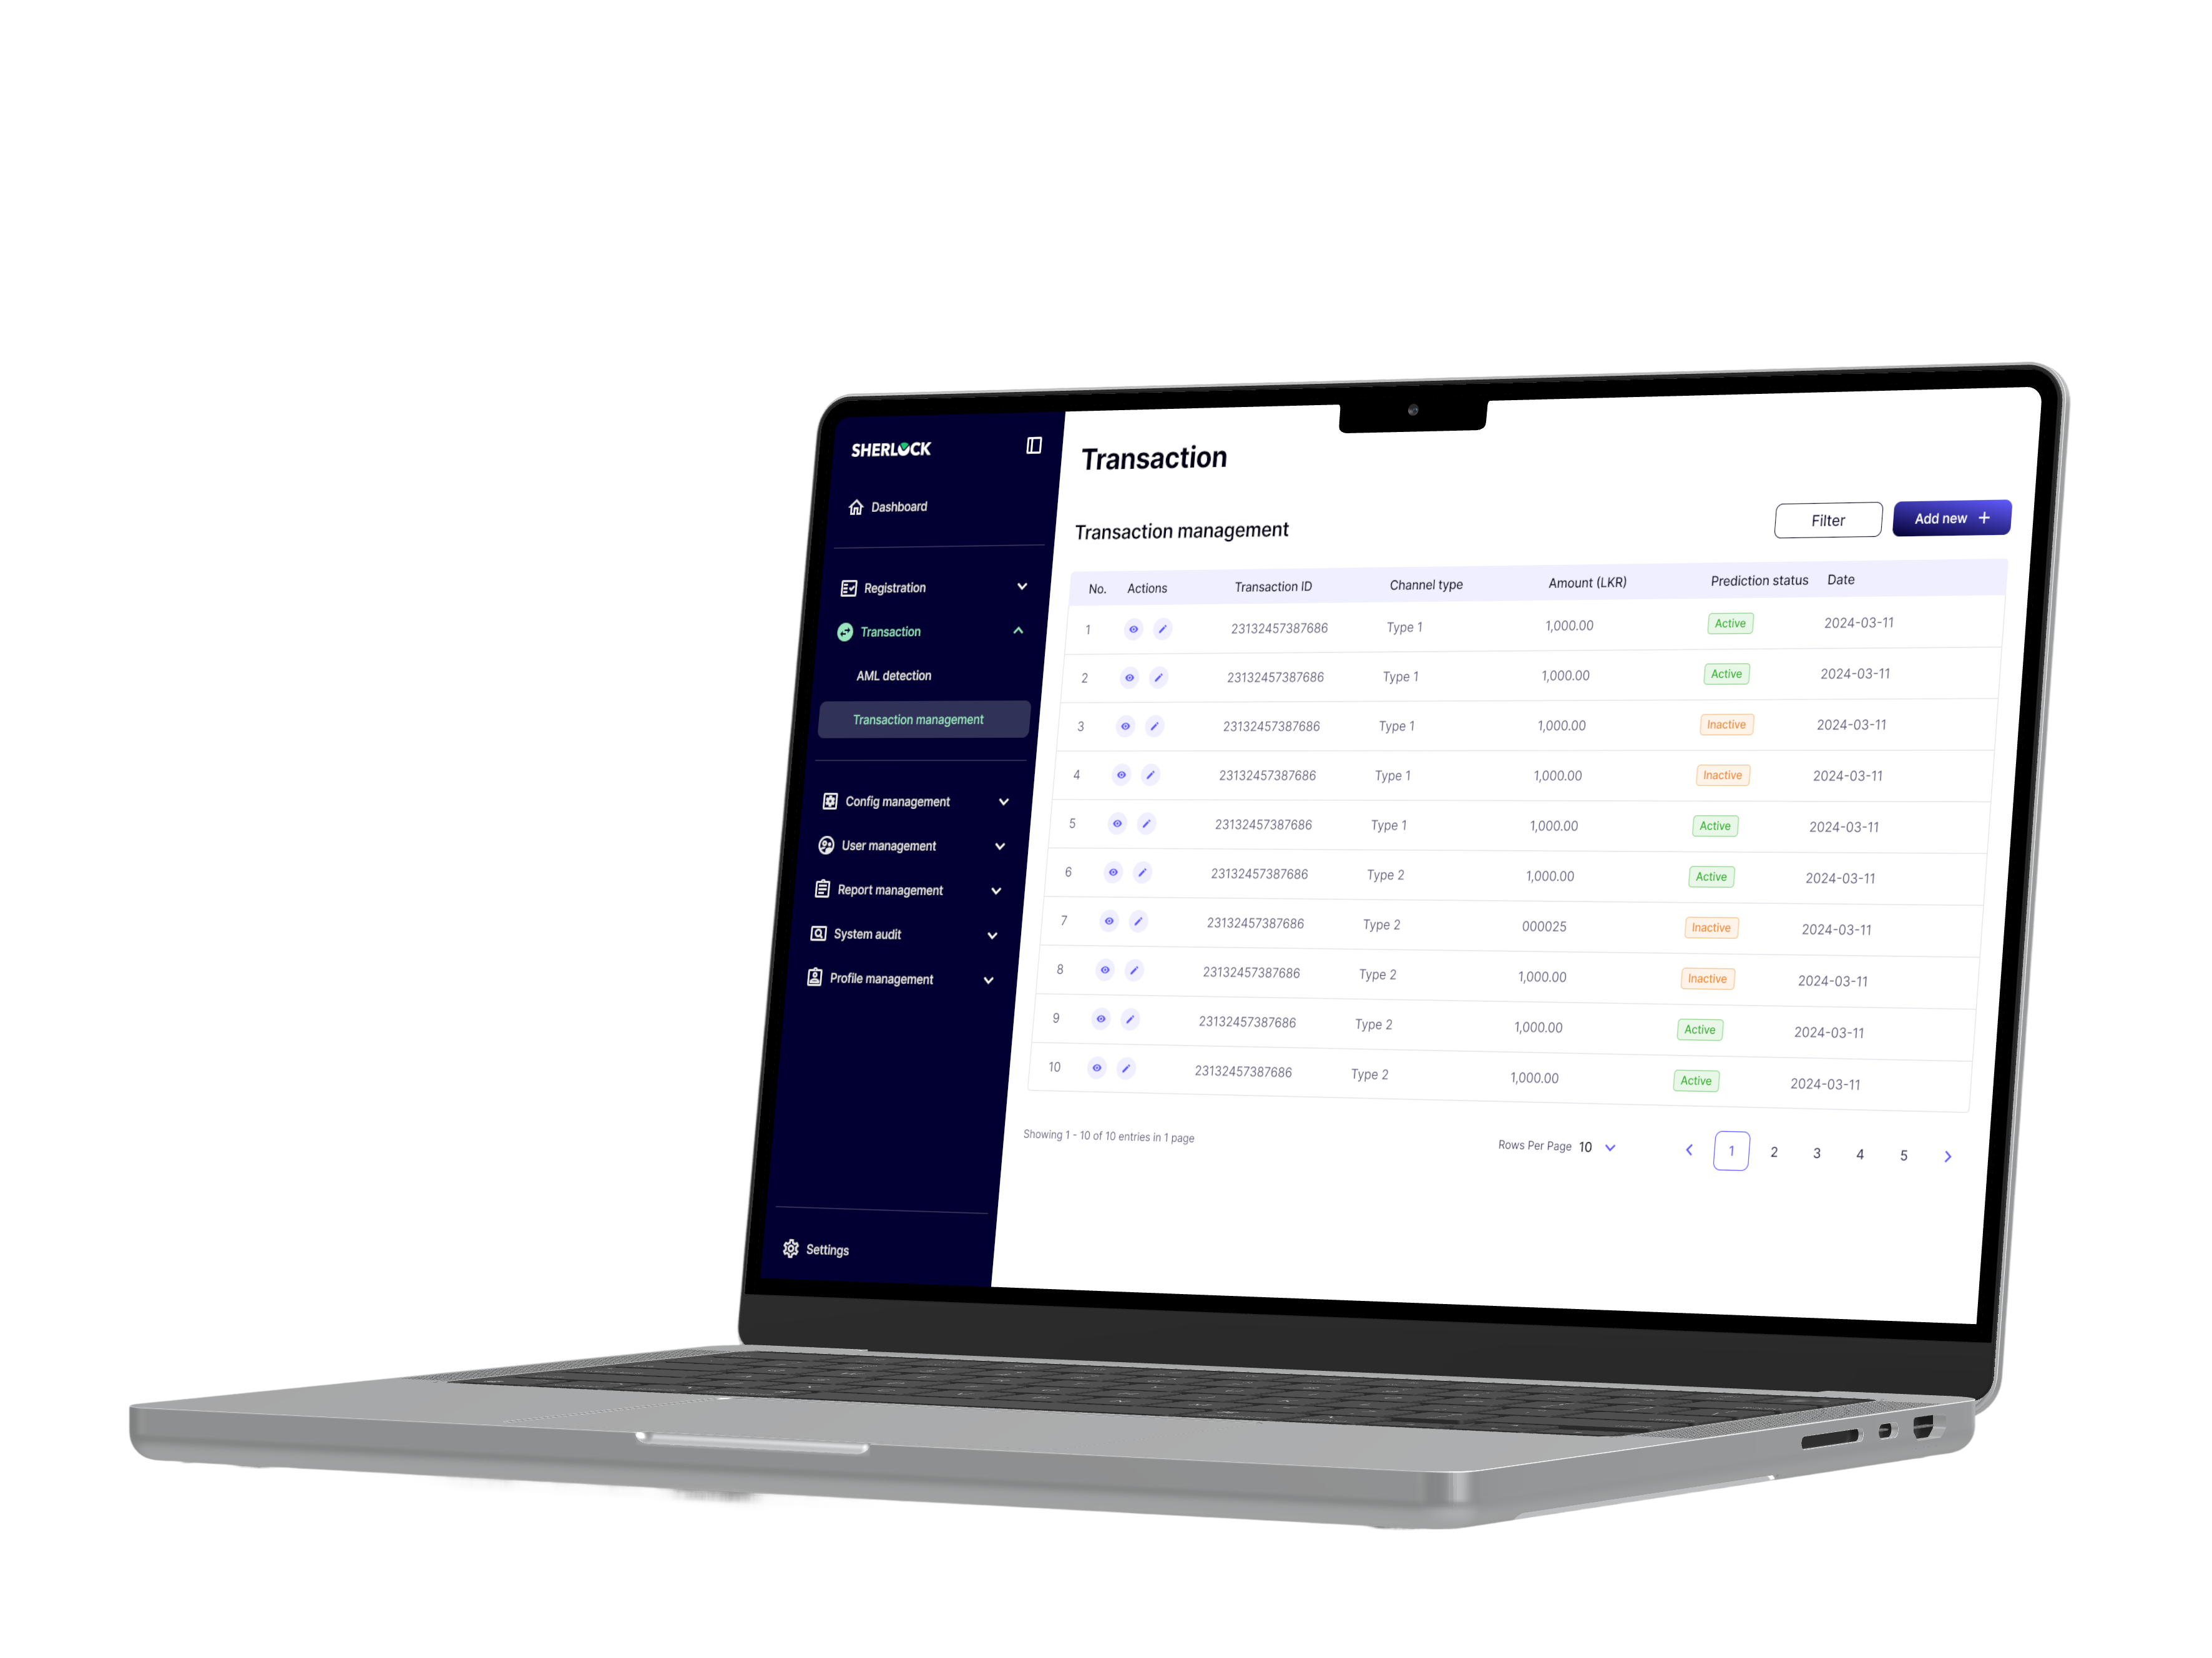 SHERLOCK
Dashboard
Registration
Transaction
AML detection
Transaction management
Config management
User management
Report management
System audit
Profile management
Settings
Transaction
Transaction management
Filter
Add new +
No. Actions Transaction ID Channel type Amount (LKR) Prediction status Date
1 23132457387686 Type 1 1,000.00 Active 2024-03-11
2 23132457387686 Type 1 1,000.00 Active 2024-03-11
3 23132457387686 Type 1 1,000.00 Inactive 2024-03-11
4 23132457387686 Type 1 1,000.00 Inactive 2024-03-11
5 23132457387686 Type 1 1,000.00 Active 2024-03-11
6 23132457387686 Type 2 1,000.00 Active 2024-03-11
7 23132457387686 Type 2 000025 Inactive 2024-03-11
8 23132457387686 Type 2 1,000.00 Inactive 2024-03-11
9 23132457387686 Type 2 1,000.00 Active 2024-03-11
10 23132457387686 Type 2 1,000.00 Active 2024-03-11
Showing 1 - 10 of 10 entries in 1 page
Rows Per Page 10
1 2 3 4 5